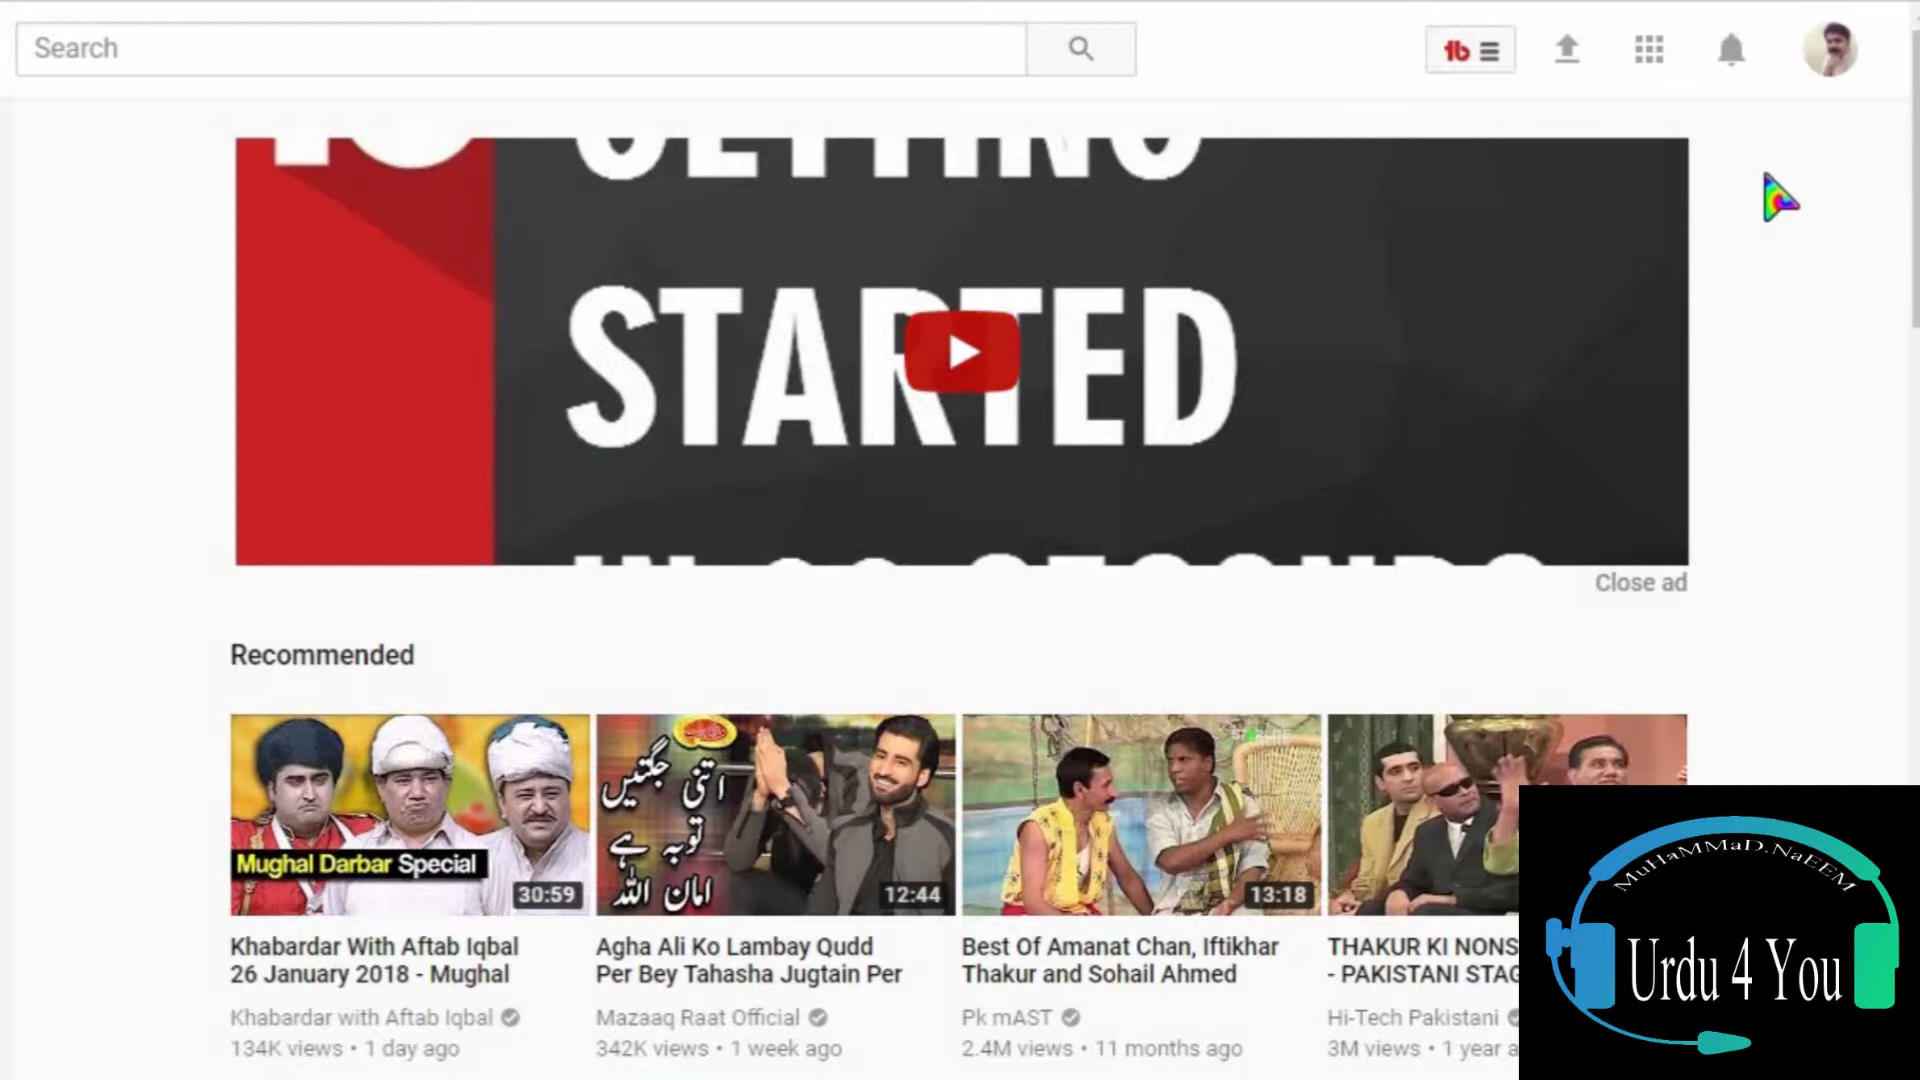 Search
GETTING
STARTED
IN 60 SECONDS
Close ad
Recommended
Mughal Darbar Special
30:59
اتنی جگتیں
توبہ ہے
امان اللہ
12:44
13:18
Khabardar With Aftab Iqbal
26 January 2018 - Mughal
Khabardar with Aftab Iqbal
134K views • 1 day ago
Agha Ali Ko Lambay Qudd
Per Bey Tahasha Jugtain Per
Mazaaq Raat Official
342K views • 1 week ago
Best Of Amanat Chan, Iftikhar
Thakur and Sohail Ahmed
Pk mAST
2.4M views • 11 months ago
THAKUR KI NONS
- PAKISTANI STAG
Hi-Tech Pakistani
3M views • 1 year a
MuHaMMaD.NaEEM
Urdu 4 You